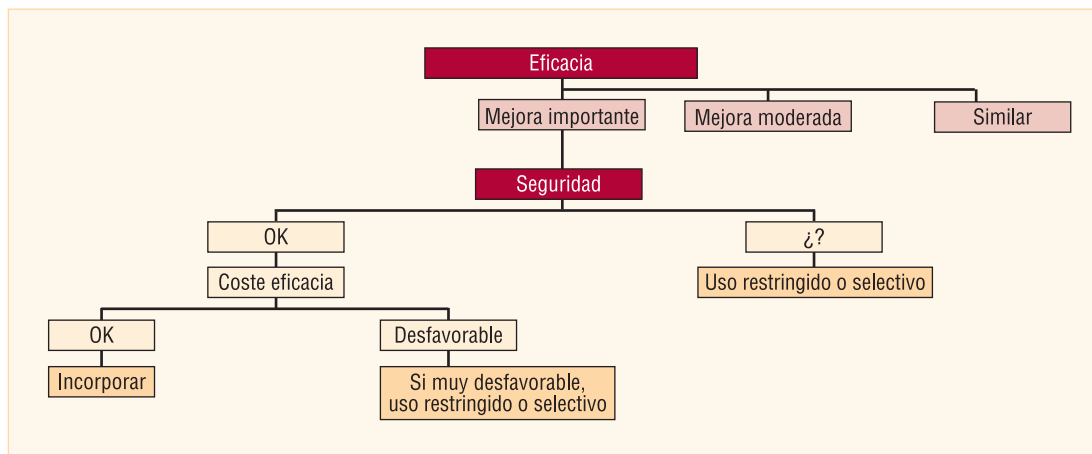 Eficacia
Mejora importante
Mejora moderada
Similar
Seguridad
OK
¿?
Coste eficacia
Uso restringido o selectivo
OK
Desfavorable
Incorporar
Si muy desfavorable,
uso restringido o selectivo